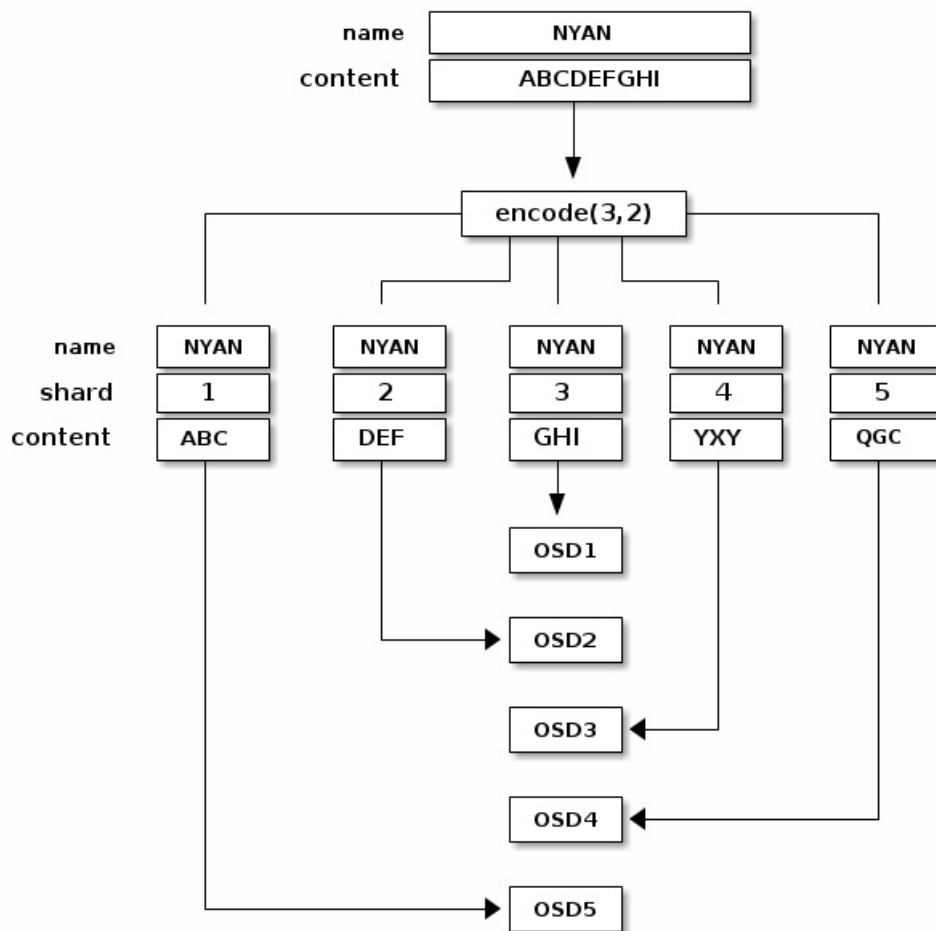 name NYAN
content ABCDEFGHI
encode(3,2)
name NYAN NYAN NYAN NYAN NYAN
shard 1 2 3 4 5
content ABC DEF GHI YXY QGC
OSD1
OSD2
OSD3
OSD4
OSD5